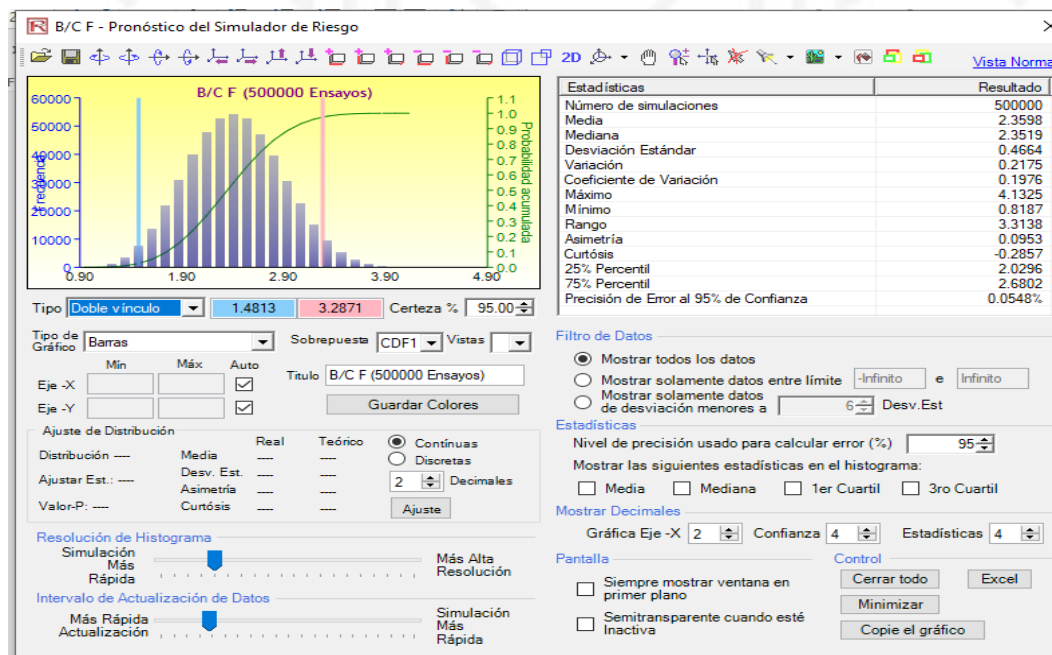 B/C F - Pronóstico del Simulador de Riesgo
2D
Vista Norma
B/C F (500000 Ensayos)
60000
50000
40000
30000
20000
10000
0
Frecuencia
1.1
1.0
0.9
0.8
0.7
0.6
0.5
0.4
0.3
0.2
0.1
0.0
Probabilidad acumulada
0.90 1.90 2.90 3.90 4.90
Tipo Doble vínculo 1.4813 3.2871 Certeza % 95.00
Tipo de Gráfico Barras Sobrepuesta CDF1 Vistas
Mín Máx Auto
Eje -X
Titulo B/C F (500000 Ensayos)
Eje -Y
Guardar Colores
Ajuste de Distribución
Real Teórico Contínuas
Distribución ---- Media ---- ---- Discretas
Ajustar Est.: ---- Desv. Est. ---- ---- 2 Decimales
Asimetría ---- ----
Valor-P: ---- Curtósis ---- ---- Ajuste
Resolución de Histograma
Simulación Más Rápida
Más Alta Resolución
Intervalo de Actualización de Datos
Más Rápida Actualización
Simulación Más Rápida
Estadísticas Resultado
Número de simulaciones 500000
Media 2.3598
Mediana 2.3519
Desviación Estándar 0.4664
Variación 0.2175
Coeficiente de Variación 0.1976
Máximo 4.1325
Mínimo 0.8187
Rango 3.3138
Asimetría 0.0953
Curtósis -0.2857
25% Percentil 2.0296
75% Percentil 2.6802
Precisión de Error al 95% de Confianza 0.0548%
Filtro de Datos
Mostrar todos los datos
Mostrar solamente datos entre límite -Infinito e Infinito
Mostrar solamente datos
de desviación menores a 6 Desv.Est
Estadísticas
Nivel de precisión usado para calcular error (%) 95
Mostrar las siguientes estadísticas en el histograma:
Media Mediana 1er Cuartil 3ro Cuartil
Mostrar Decimales
Gráfica Eje -X 2 Confianza 4 Estadísticas 4
Pantalla
Siempre mostrar ventana en
primer plano
Semitransparente cuando esté
Inactiva
Control
Cerrar todo Excel
Minimizar
Copie el gráfico